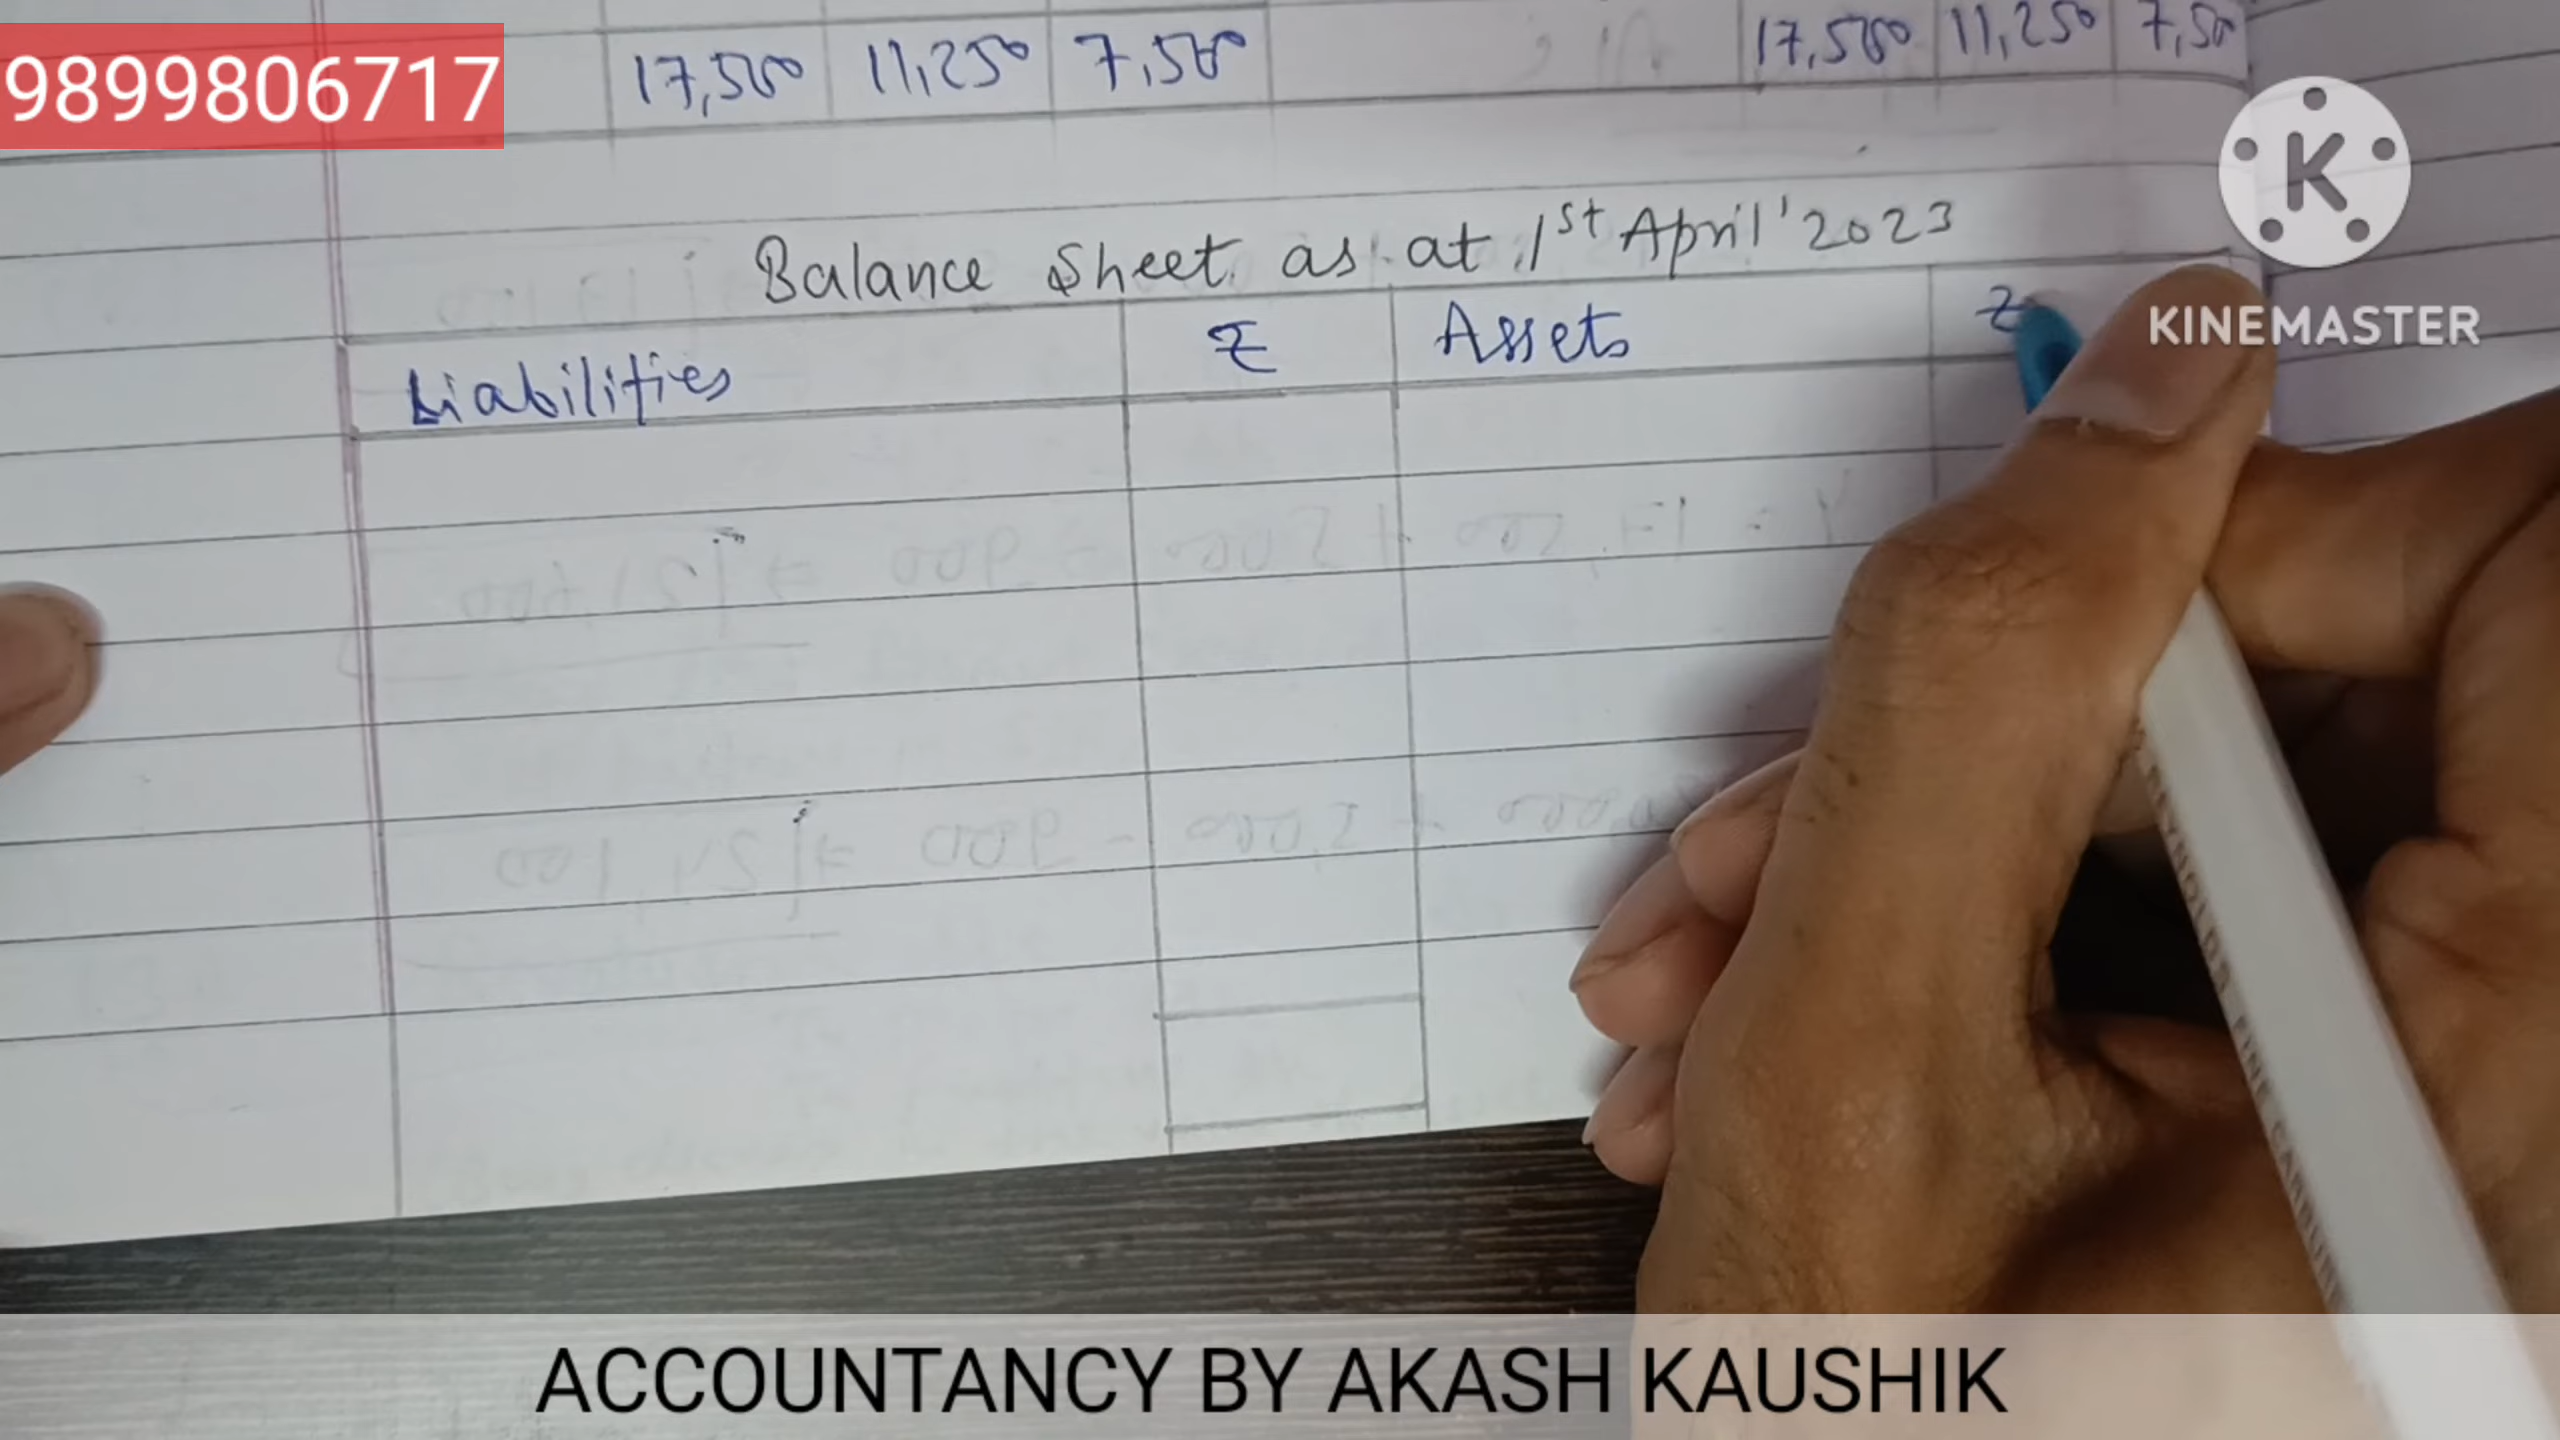 17,500 11,250 7,500 17,500 11,250 7,500
9899806717
Balance Sheet as at 1st April' 2023
Liabilities ₹ Assets ₹
KINEMASTER
ACCOUNTANCY BY AKASH KAUSHIK